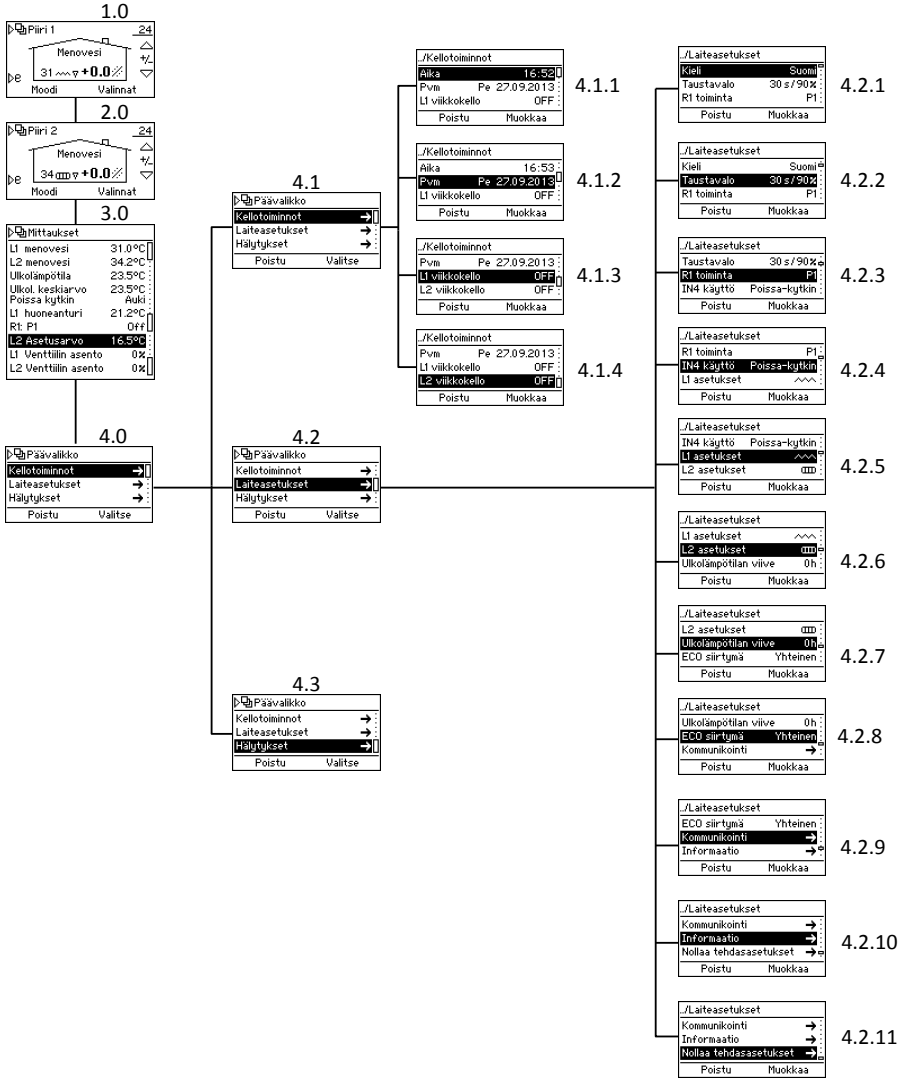 1.0
Piiri 1 24
Menovesi
+/-
31 +0.0
e
Moodi Valinnat
2.0
Piiri 2 24
Menovesi
+/-
34 +0.0
e
Moodi Valinnat
3.0
Mittaukset
L1 menovesi 31.0°C
L2 menovesi 34.2°C
Ulkolämpötila 23.5°C
Ulkol. keskiarvo 23.5°C
Poissa kytkin Auki
L1 huoneanturi 21.2°C
R1: P1 Off
L2 Asetusarvo 16.5°C
L1 Venttiilin asento 0%
L2 Venttiilin asento 0%
4.0
Päävalikko
Kellotoiminnot →
Laiteasetukset →
Hälytykset →
Poistu Valitse
4.1
Päävalikko
Kellotoiminnot →
Laiteasetukset →
Hälytykset →
Poistu Valitse
4.2
Päävalikko
Kellotoiminnot →
Laiteasetukset →
Hälytykset →
Poistu Valitse
4.3
Päävalikko
Kellotoiminnot →
Laiteasetukset →
Hälytykset →
Poistu Valitse
../Kellotoiminnot
Aika 16:52
Pvm Pe 27.09.2013
L1 viikkokello OFF
Poistu Muokkaa
4.1.1
../Kellotoiminnot
Aika 16:53
Pvm Pe 27.09.2013
L1 viikkokello OFF
Poistu Muokkaa
4.1.2
../Kellotoiminnot
Pvm Pe 27.09.2013
L1 viikkokello OFF
L2 viikkokello OFF
Poistu Muokkaa
4.1.3
../Kellotoiminnot
Pvm Pe 27.09.2013
L1 viikkokello OFF
L2 viikkokello OFF
Poistu Muokkaa
4.1.4
../Laiteasetukset
Kieli Suomi
Taustavalo 30 s/90%
R1 toiminta P1
Poistu Muokkaa
4.2.1
../Laiteasetukset
Kieli Suomi
Taustavalo 30 s/90%
R1 toiminta P1
Poistu Muokkaa
4.2.2
../Laiteasetukset
Taustavalo 30 s/90%
R1 toiminta P1
IN4 käyttö Poissa-kytkin
Poistu Muokkaa
4.2.3
../Laiteasetukset
R1 toiminta P1
IN4 käyttö Poissa-kytkin
L1 asetukset
Poistu Muokkaa
4.2.4
../Laiteasetukset
IN4 käyttö Poissa-kytkin
L1 asetukset
L2 asetukset
Poistu Muokkaa
4.2.5
../Laiteasetukset
L1 asetukset
L2 asetukset
Ulkolämpötilan viive 0h
Poistu Muokkaa
4.2.6
../Laiteasetukset
L2 asetukset
Ulkolämpötilan viive 0h
ECO siirtymä Yhteinen
Poistu Muokkaa
4.2.7
../Laiteasetukset
Ulkolämpötilan viive 0h
ECO siirtymä Yhteinen
Kommunikointi →
Poistu Muokkaa
4.2.8
../Laiteasetukset
ECO siirtymä Yhteinen
Kommunikointi →
Informaatio →
Poistu Muokkaa
4.2.9
../Laiteasetukset
Kommunikointi →
Informaatio →
Nollaa tehdasasetukset →
Poistu Muokkaa
4.2.10
../Laiteasetukset
Kommunikointi →
Informaatio →
Nollaa tehdasasetukset →
Poistu Muokkaa
4.2.11